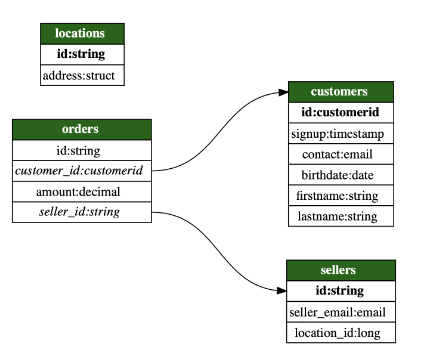 locations
id:string
address:struct
orders
id:string
customer_id:customerid
amount:decimal
seller_id:string
customers
id:customerid
signup:timestamp
contact:email
birthdate:date
firstname:string
lastname:string
sellers
id:string
seller_email:email
location_id:long